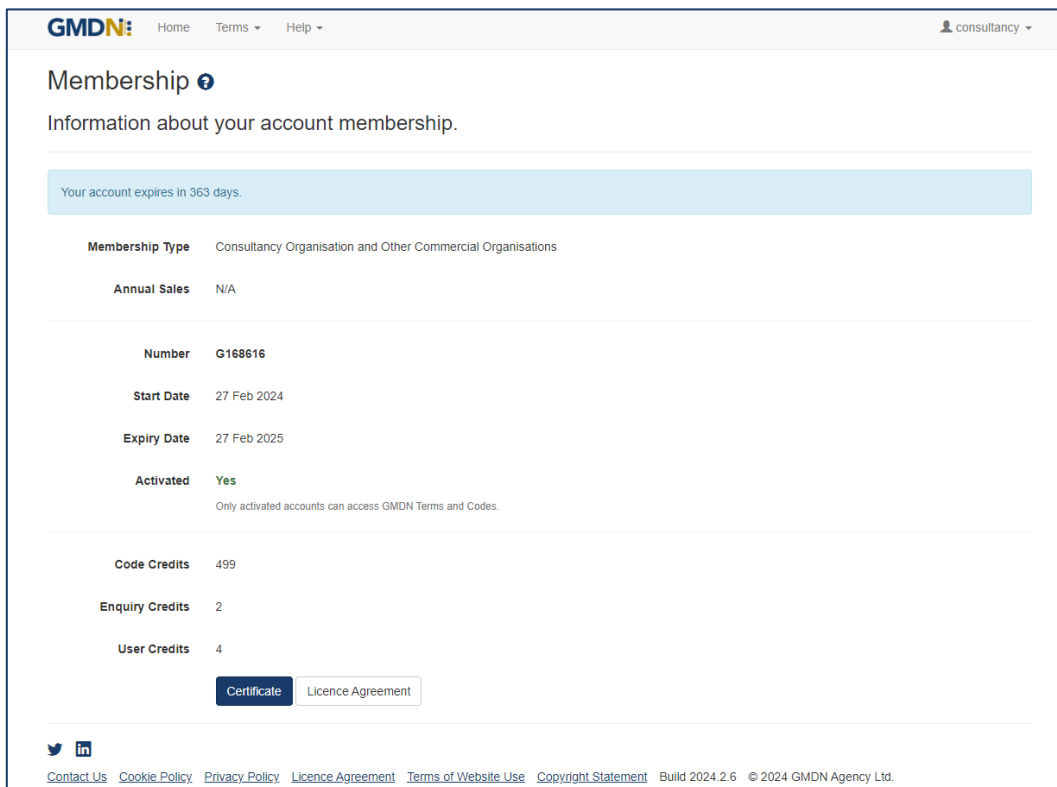 GMDN Home Terms Help consultancy
Membership ?
Information about your account membership.
Your account expires in 363 days.
Membership Type Consultancy Organisation and Other Commercial Organisations
Annual Sales N/A
Number G168616
Start Date 27 Feb 2024
Expiry Date 27 Feb 2025
Activated Yes
Only activated accounts can access GMDN Terms and Codes.
Code Credits 499
Enquiry Credits 2
User Credits 4
Certificate Licence Agreement
in
Contact Us Cookie Policy Privacy Policy Licence Agreement Terms of Website Use Copyright Statement Build 2024.2.6 © 2024 GMDN Agency Ltd.